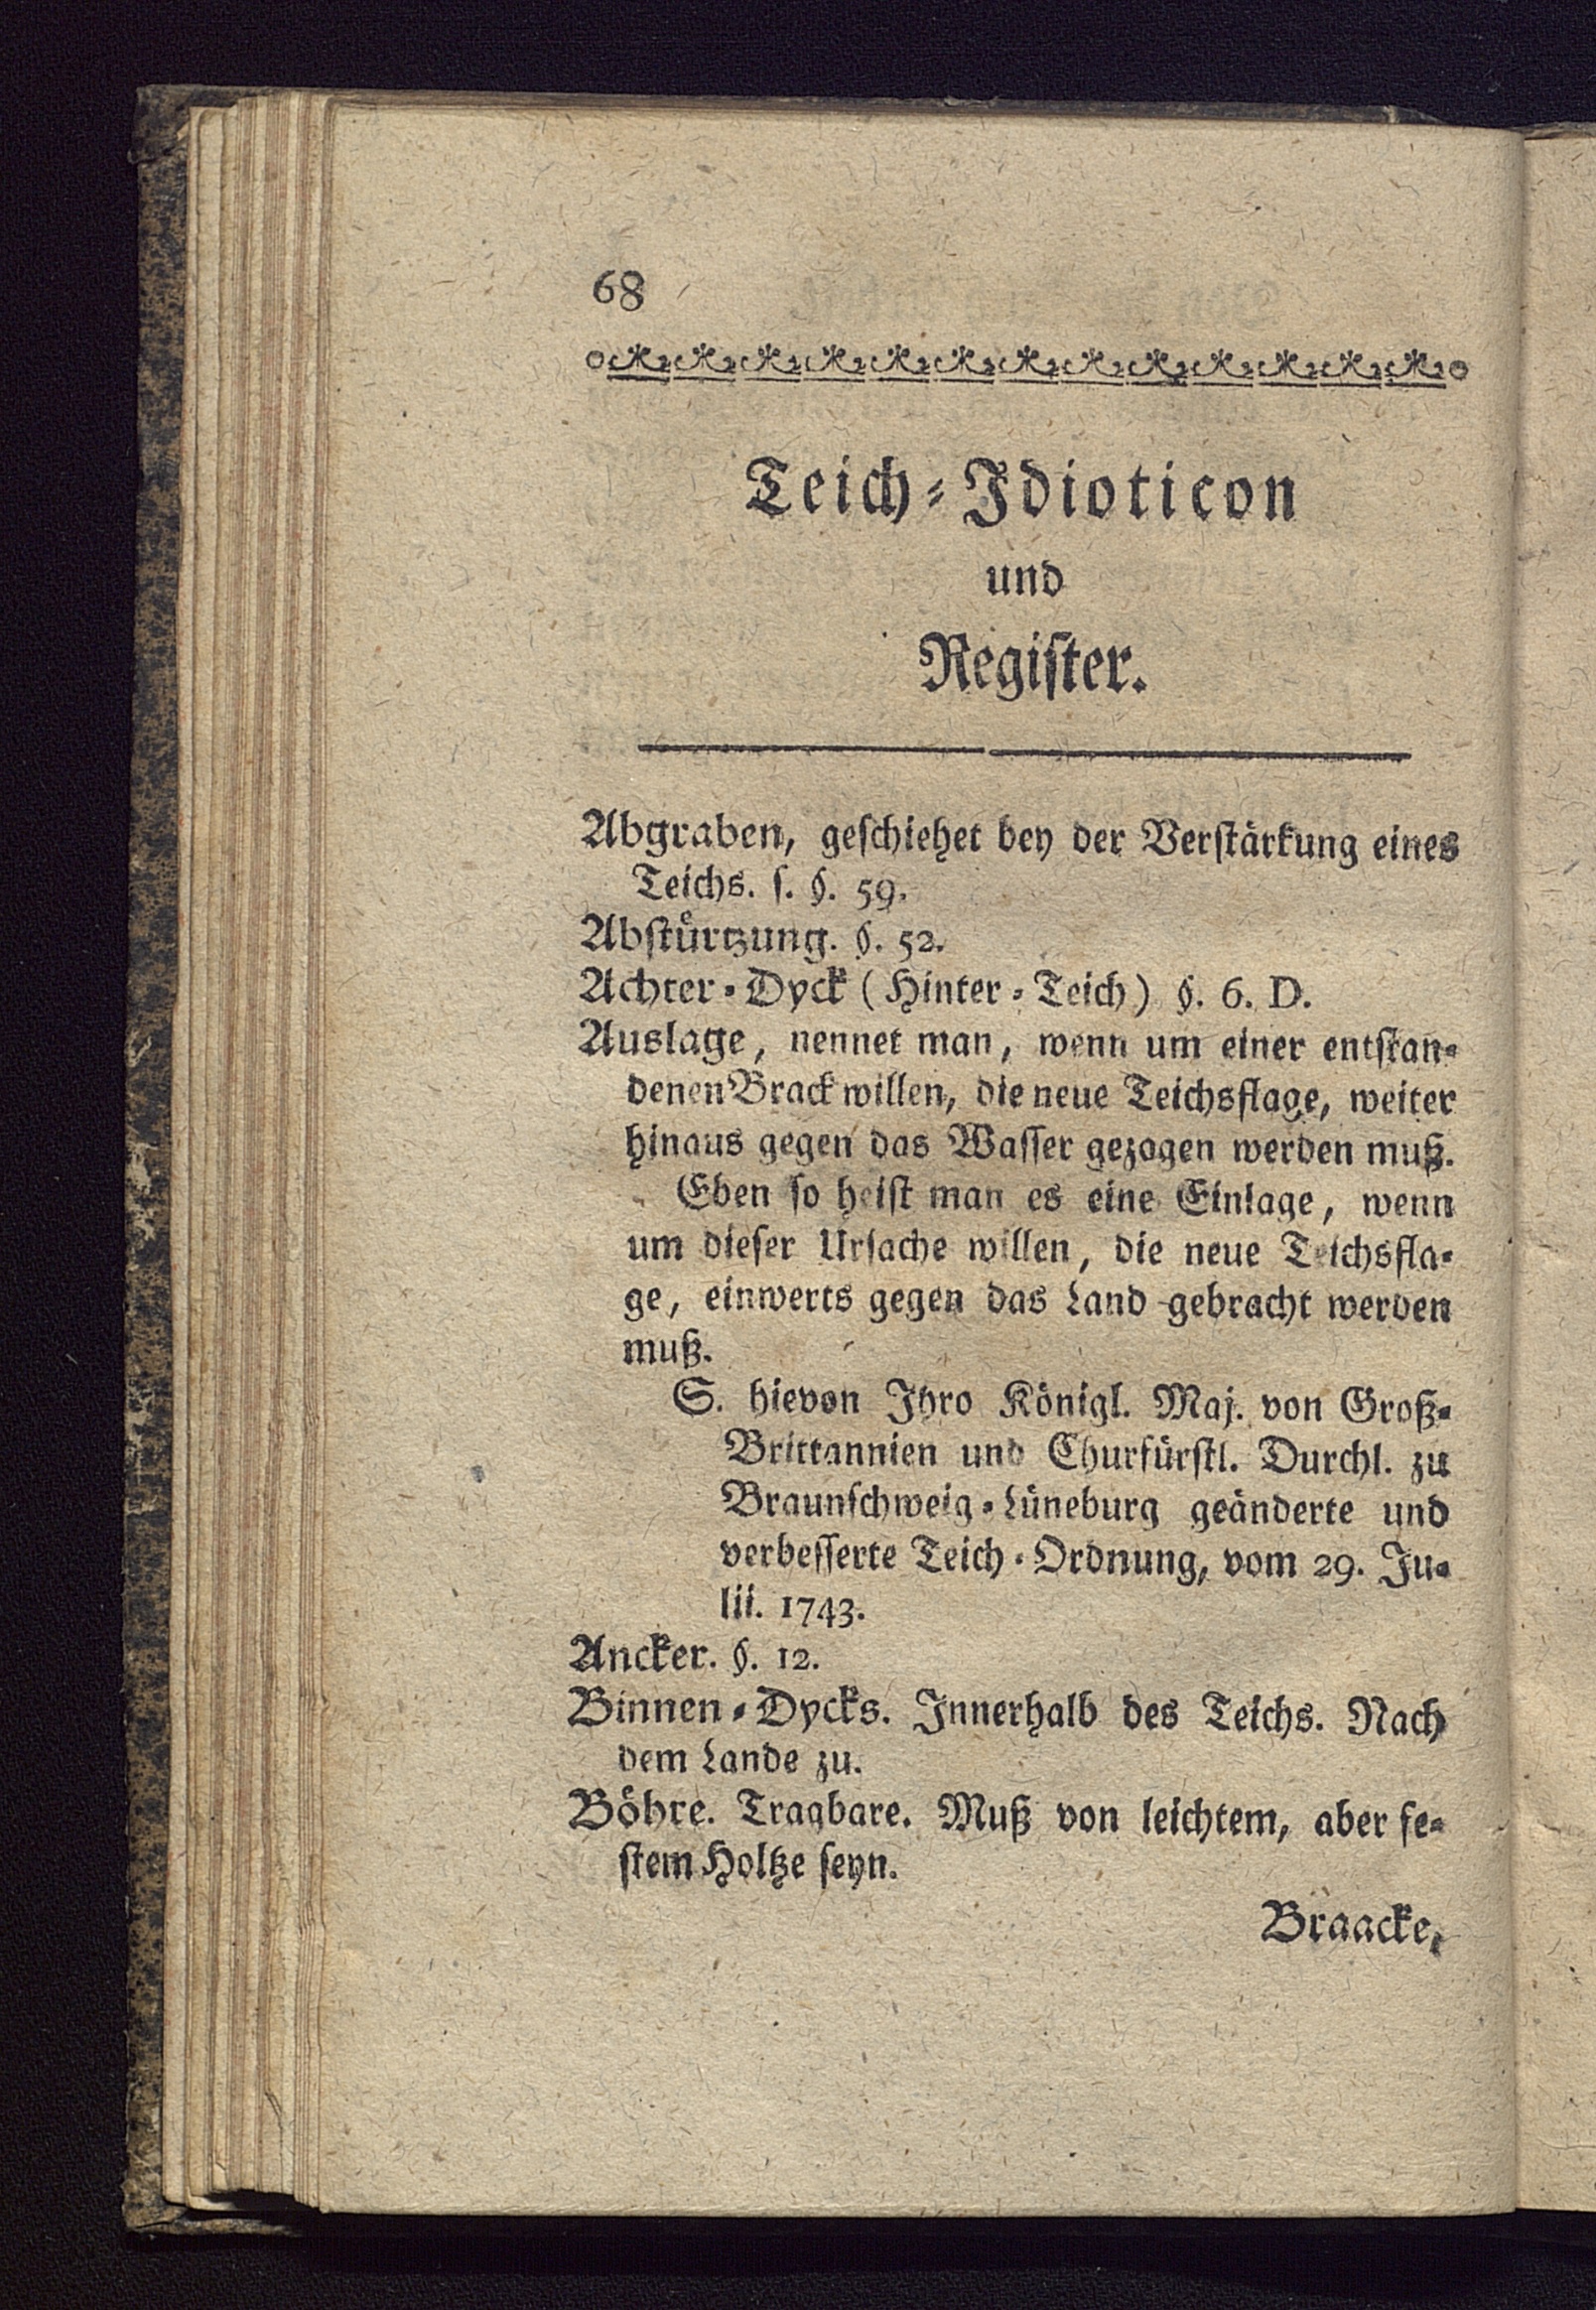 68
Teich-Idioticon
und
Register.
Abgraben, geschiehet bey der Verstärkung eines
Teichs. s. §. 59.
Abstürtzung. §. 52.
Achter-Dyck (Hinter-Teich) §. 6. D.
Auslage, nennet man, wenn um einer entstan-
denen Brack willen, die neue Teichsflage, weiter
hinaus gegen das Wasser gezogen werden muß.
Eben so heist man es eine Einlage, wenn
um dieser Ursache willen, die neue Teichsfla-
ge, einwerts gegen das Land gebracht werden
muß.
S. hievon Ihro Königl. Maj. von Groß-
Brittannien und Churfürstl. Durchl. zu
Braunschweig-Lüneburg geänderte und
verbesserte Teich-Ordnung, vom 29. Ju-
lii. 1743.
Ancker. §. 12.
Binnen-Dycks. Innerhalb des Teichs. Nach
dem Lande zu.
Böhre. Tragbare. Muß von leichtem, aber fe-
stem Holtze seyn.
Braacke,